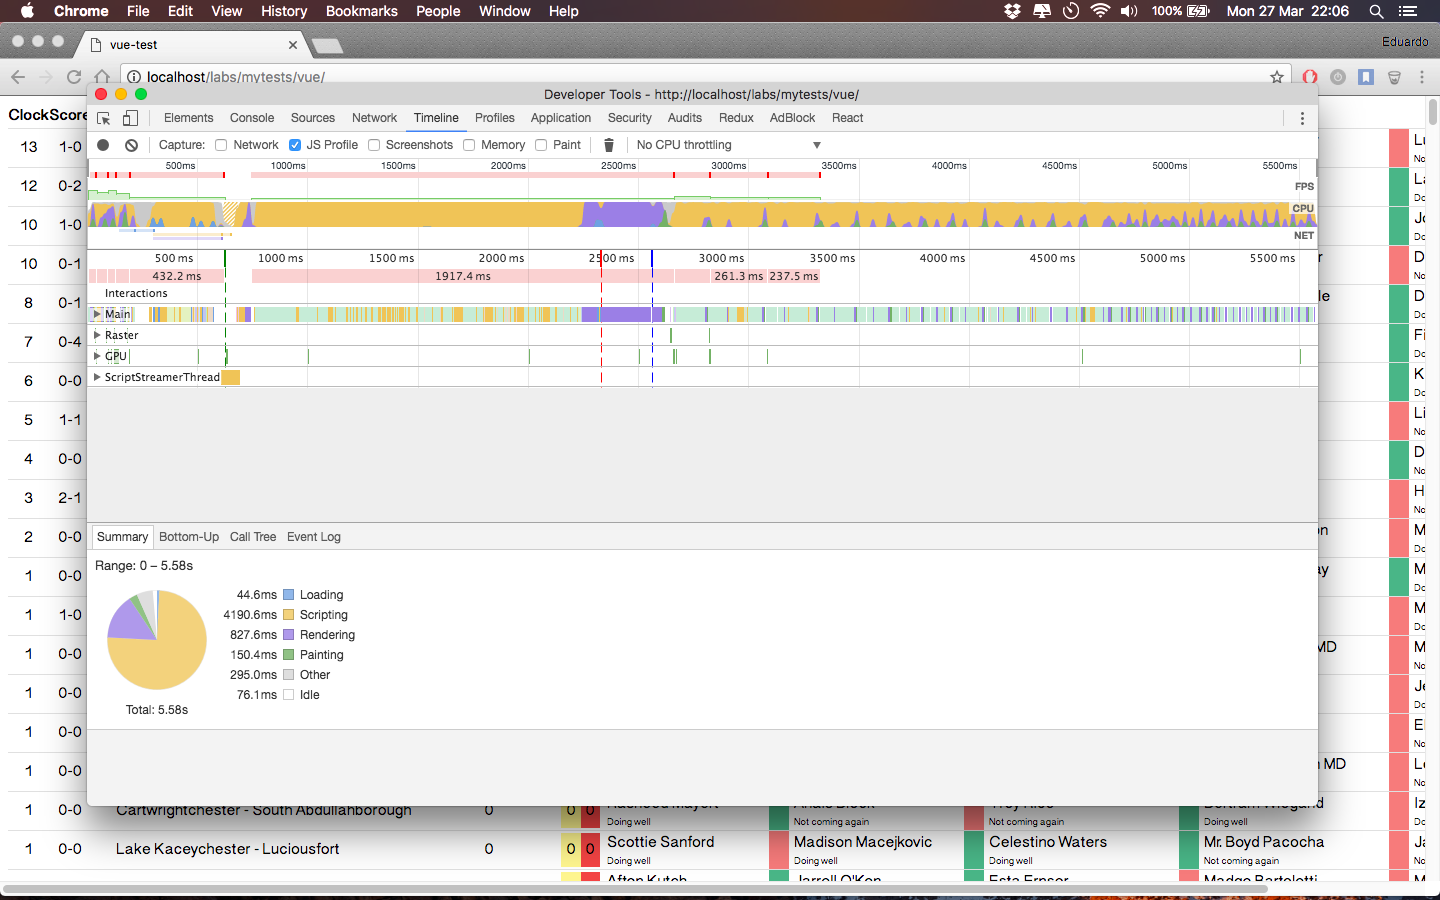 Chrome File Edit View History Bookmarks People Window Help 100% Mon 27 Mar 22:06
vue-test Eduardo
localhost/labs/mytests/vue/
Developer Tools - http://localhost/labs/mytests/vue/
Elements Console Sources Network Timeline Profiles Application Security Audits Redux AdBlock React
Capture: Network JS Profile Screenshots Memory Paint No CPU throttling
500ms 1000ms 1500ms 2000ms 2500ms 3000ms 3500ms 4000ms 4500ms 5000ms 5500ms
FPS
CPU
NET
500 ms 1000 ms 1500 ms 2000 ms 2500 ms 3000 ms 3500 ms 4000 ms 4500 ms 5000 ms 5500 ms
432.2 ms 1917.4 ms 261.3 ms 237.5 ms
Interactions
Main
Raster
GPU
ScriptStreamerThread
Summary Bottom-Up Call Tree Event Log
Range: 0 – 5.58s
44.6ms Loading
4190.6ms Scripting
827.6ms Rendering
150.4ms Painting
295.0ms Other
76.1ms Idle
Total: 5.58s
ClockScore
13 1-0
12 0-2
10 1-0
10 0-1
8 0-1
7 0-4
6 0-0
5 1-1
4 0-0
3 2-1
2 0-0
1 0-0
1 1-0
1 0-0
1 0-0
1 0-0
1 0-0 MD
1 0-0 Cartwrightchester - South Abdullahborough 0 0 0
Doing well Not coming again Not coming again Doing well
1 0-0 Lake Kaceychester - Luciousfort 0 0 0 Scottie Sanford Madison Macejkovic Celestino Waters Mr. Boyd Pacocha
Doing well Doing well Doing well Not coming again
Afton Kutch Jarrell O'Kon Esta Ernser Madge Bartoletti